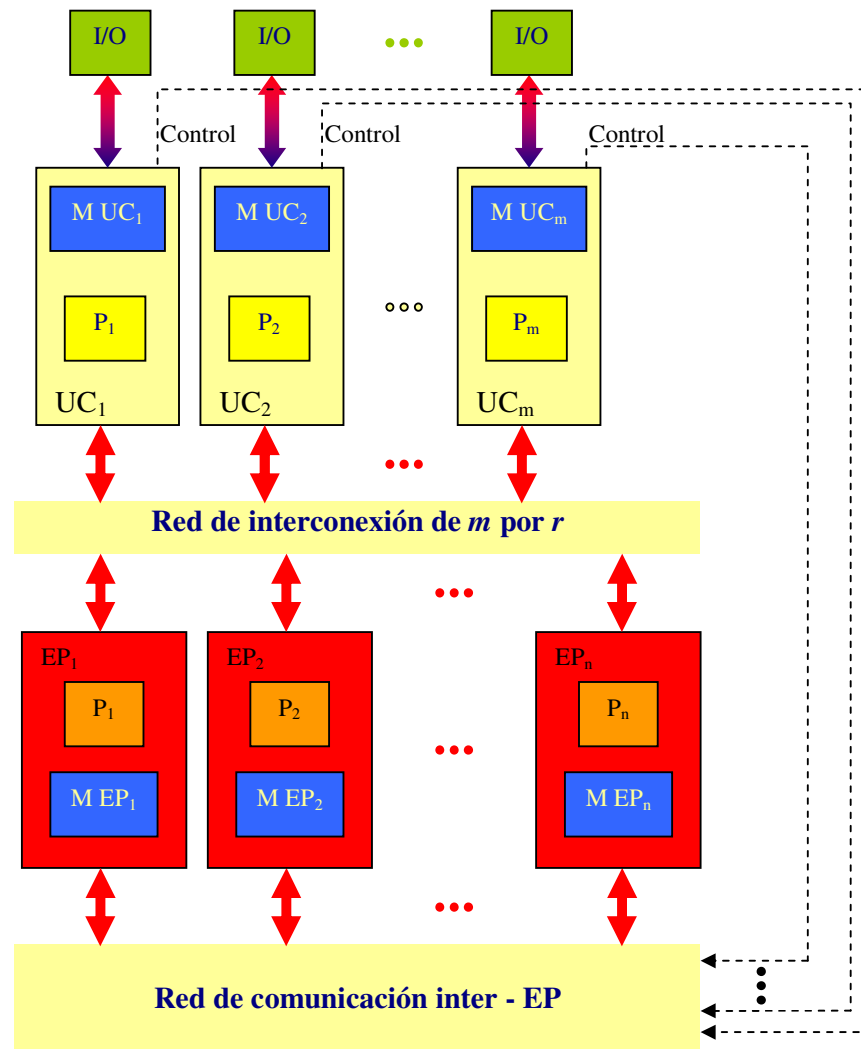 I/O I/O I/O
Control Control Control
M UC₁ M UC₂ M UCₘ
P₁ P₂ Pₘ
UC₁ UC₂ UCₘ
Red de interconexión de m por r
EP₁ EP₂ EPₙ
P₁ P₂ Pₙ
M EP₁ M EP₂ M EPₙ
Red de comunicación inter - EP